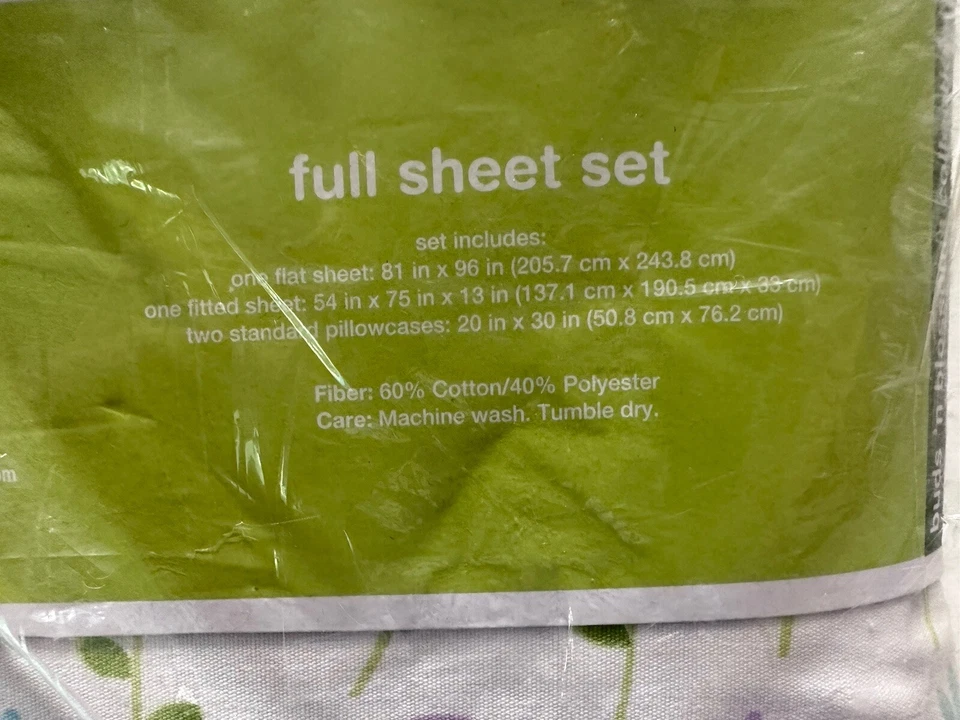 full sheet set
set includes:
one flat sheet: 81 in x 96 in (205.7 cm x 243.8 cm)
one fitted sheet: 54 in x 75 in x 13 in (137.1 cm x 190.5 cm x 33 cm)
two standard pillowcases: 20 in x 30 in (50.8 cm x 76.2 cm)
Fiber: 60% Cotton/40% Polyester
Care: Machine wash. Tumble dry.
buds 'n bloom